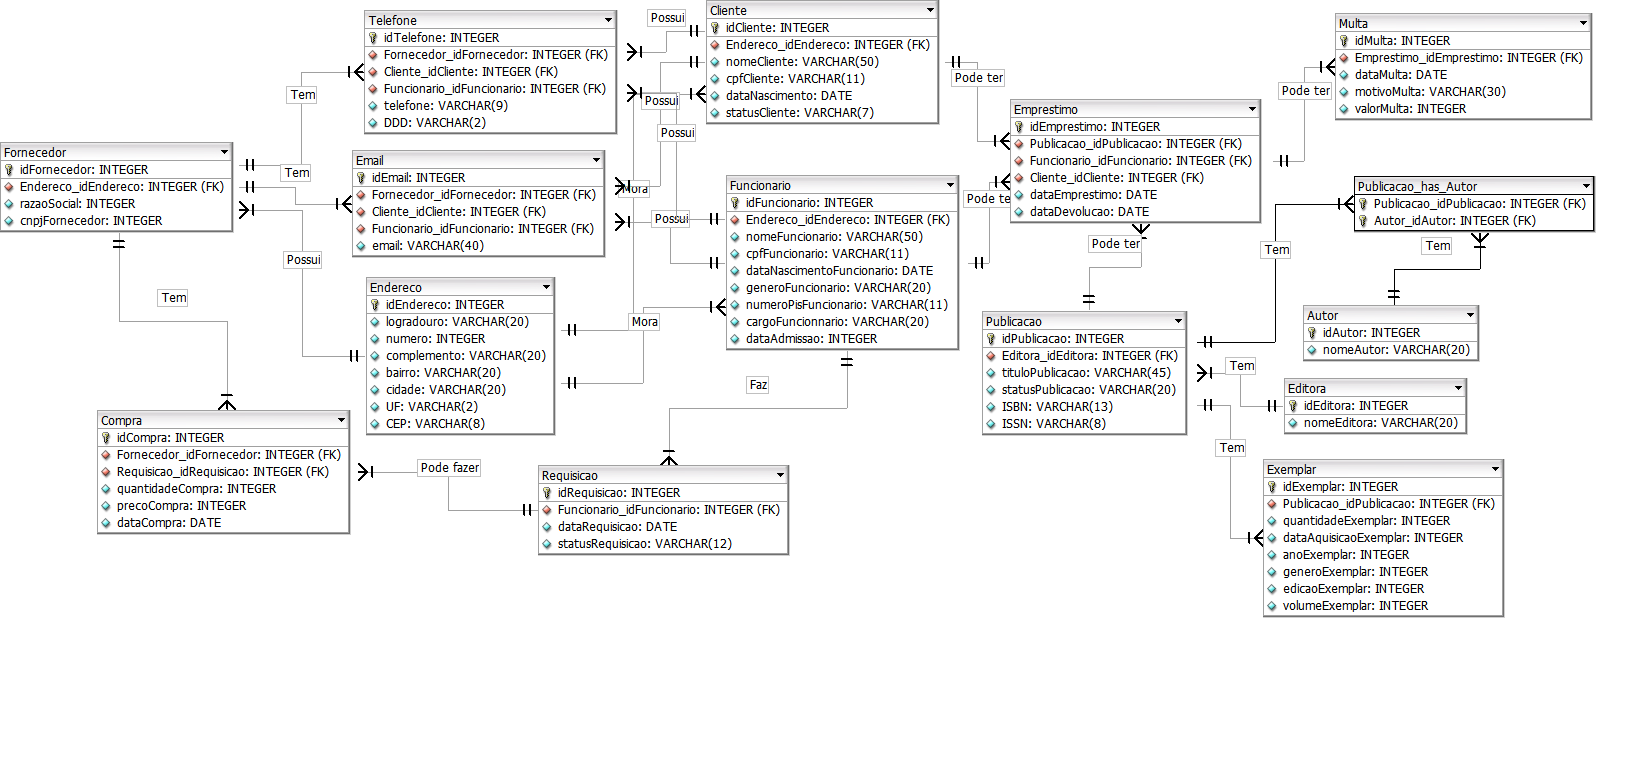 Telefone
idTelefone: INTEGER
Fornecedor_idFornecedor: INTEGER (FK)
Cliente_idCliente: INTEGER (FK)
Funcionario_idFuncionario: INTEGER (FK)
telefone: VARCHAR(9)
DDD: VARCHAR(2)
Possui
Cliente
idCliente: INTEGER
Endereco_idEndereco: INTEGER (FK)
nomeCliente: VARCHAR(50)
cpfCliente: VARCHAR(11)
dataNascimento: DATE
statusCliente: VARCHAR(7)
Pode ter
Multa
idMulta: INTEGER
Emprestimo_idEmprestimo: INTEGER (FK)
dataMulta: DATE
motivoMulta: VARCHAR(30)
valorMulta: INTEGER
Pode ter
Tem
Possui
Possui
Emprestimo
idEmprestimo: INTEGER
Publicacao_idPublicacao: INTEGER (FK)
Funcionario_idFuncionario: INTEGER (FK)
Cliente_idCliente: INTEGER (FK)
dataEmprestimo: DATE
dataDevolucao: DATE
Fornecedor
idFornecedor: INTEGER
Endereco_idEndereco: INTEGER (FK)
razaoSocial: INTEGER
cnpjFornecedor: INTEGER
Tem
Email
idEmail: INTEGER
Fornecedor_idFornecedor: INTEGER (FK)
Cliente_idCliente: INTEGER (FK)
Funcionario_idFuncionario: INTEGER (FK)
email: VARCHAR(40)
Mora
Possui
Funcionario
idFuncionario: INTEGER
Endereco_idEndereco: INTEGER (FK)
nomeFuncionario: VARCHAR(50)
cpfFuncionario: VARCHAR(11)
dataNascimentoFuncionario: DATE
generoFuncionario: VARCHAR(20)
numeroPisFuncionario: VARCHAR(11)
cargoFuncionnario: VARCHAR(20)
dataAdmissao: INTEGER
Pode te
Publicacao_has_Autor
Publicacao_idPublicacao: INTEGER (FK)
Autor_idAutor: INTEGER (FK)
Pode ter
Tem
Tem
Possui
Endereco
idEndereco: INTEGER
logradouro: VARCHAR(20)
numero: INTEGER
complemento: VARCHAR(20)
bairro: VARCHAR(20)
cidade: VARCHAR(20)
UF: VARCHAR(2)
CEP: VARCHAR(8)
Tem
Mora
Publicacao
idPublicacao: INTEGER
Editora_idEditora: INTEGER (FK)
tituloPublicacao: VARCHAR(45)
statusPublicacao: VARCHAR(20)
ISBN: VARCHAR(13)
ISSN: VARCHAR(8)
Autor
idAutor: INTEGER
nomeAutor: VARCHAR(20)
Tem
Editora
idEditora: INTEGER
nomeEditora: VARCHAR(20)
Faz
Tem
Compra
idCompra: INTEGER
Fornecedor_idFornecedor: INTEGER (FK)
Requisicao_idRequisicao: INTEGER (FK)
quantidadeCompra: INTEGER
precoCompra: INTEGER
dataCompra: DATE
Pode fazer
Requisicao
idRequisicao: INTEGER
Funcionario_idFuncionario: INTEGER (FK)
dataRequisicao: DATE
statusRequisicao: VARCHAR(12)
Exemplar
idExemplar: INTEGER
Publicacao_idPublicacao: INTEGER (FK)
quantidadeExemplar: INTEGER
dataAquisicaoExemplar: INTEGER
anoExemplar: INTEGER
generoExemplar: INTEGER
edicaoExemplar: INTEGER
volumeExemplar: INTEGER